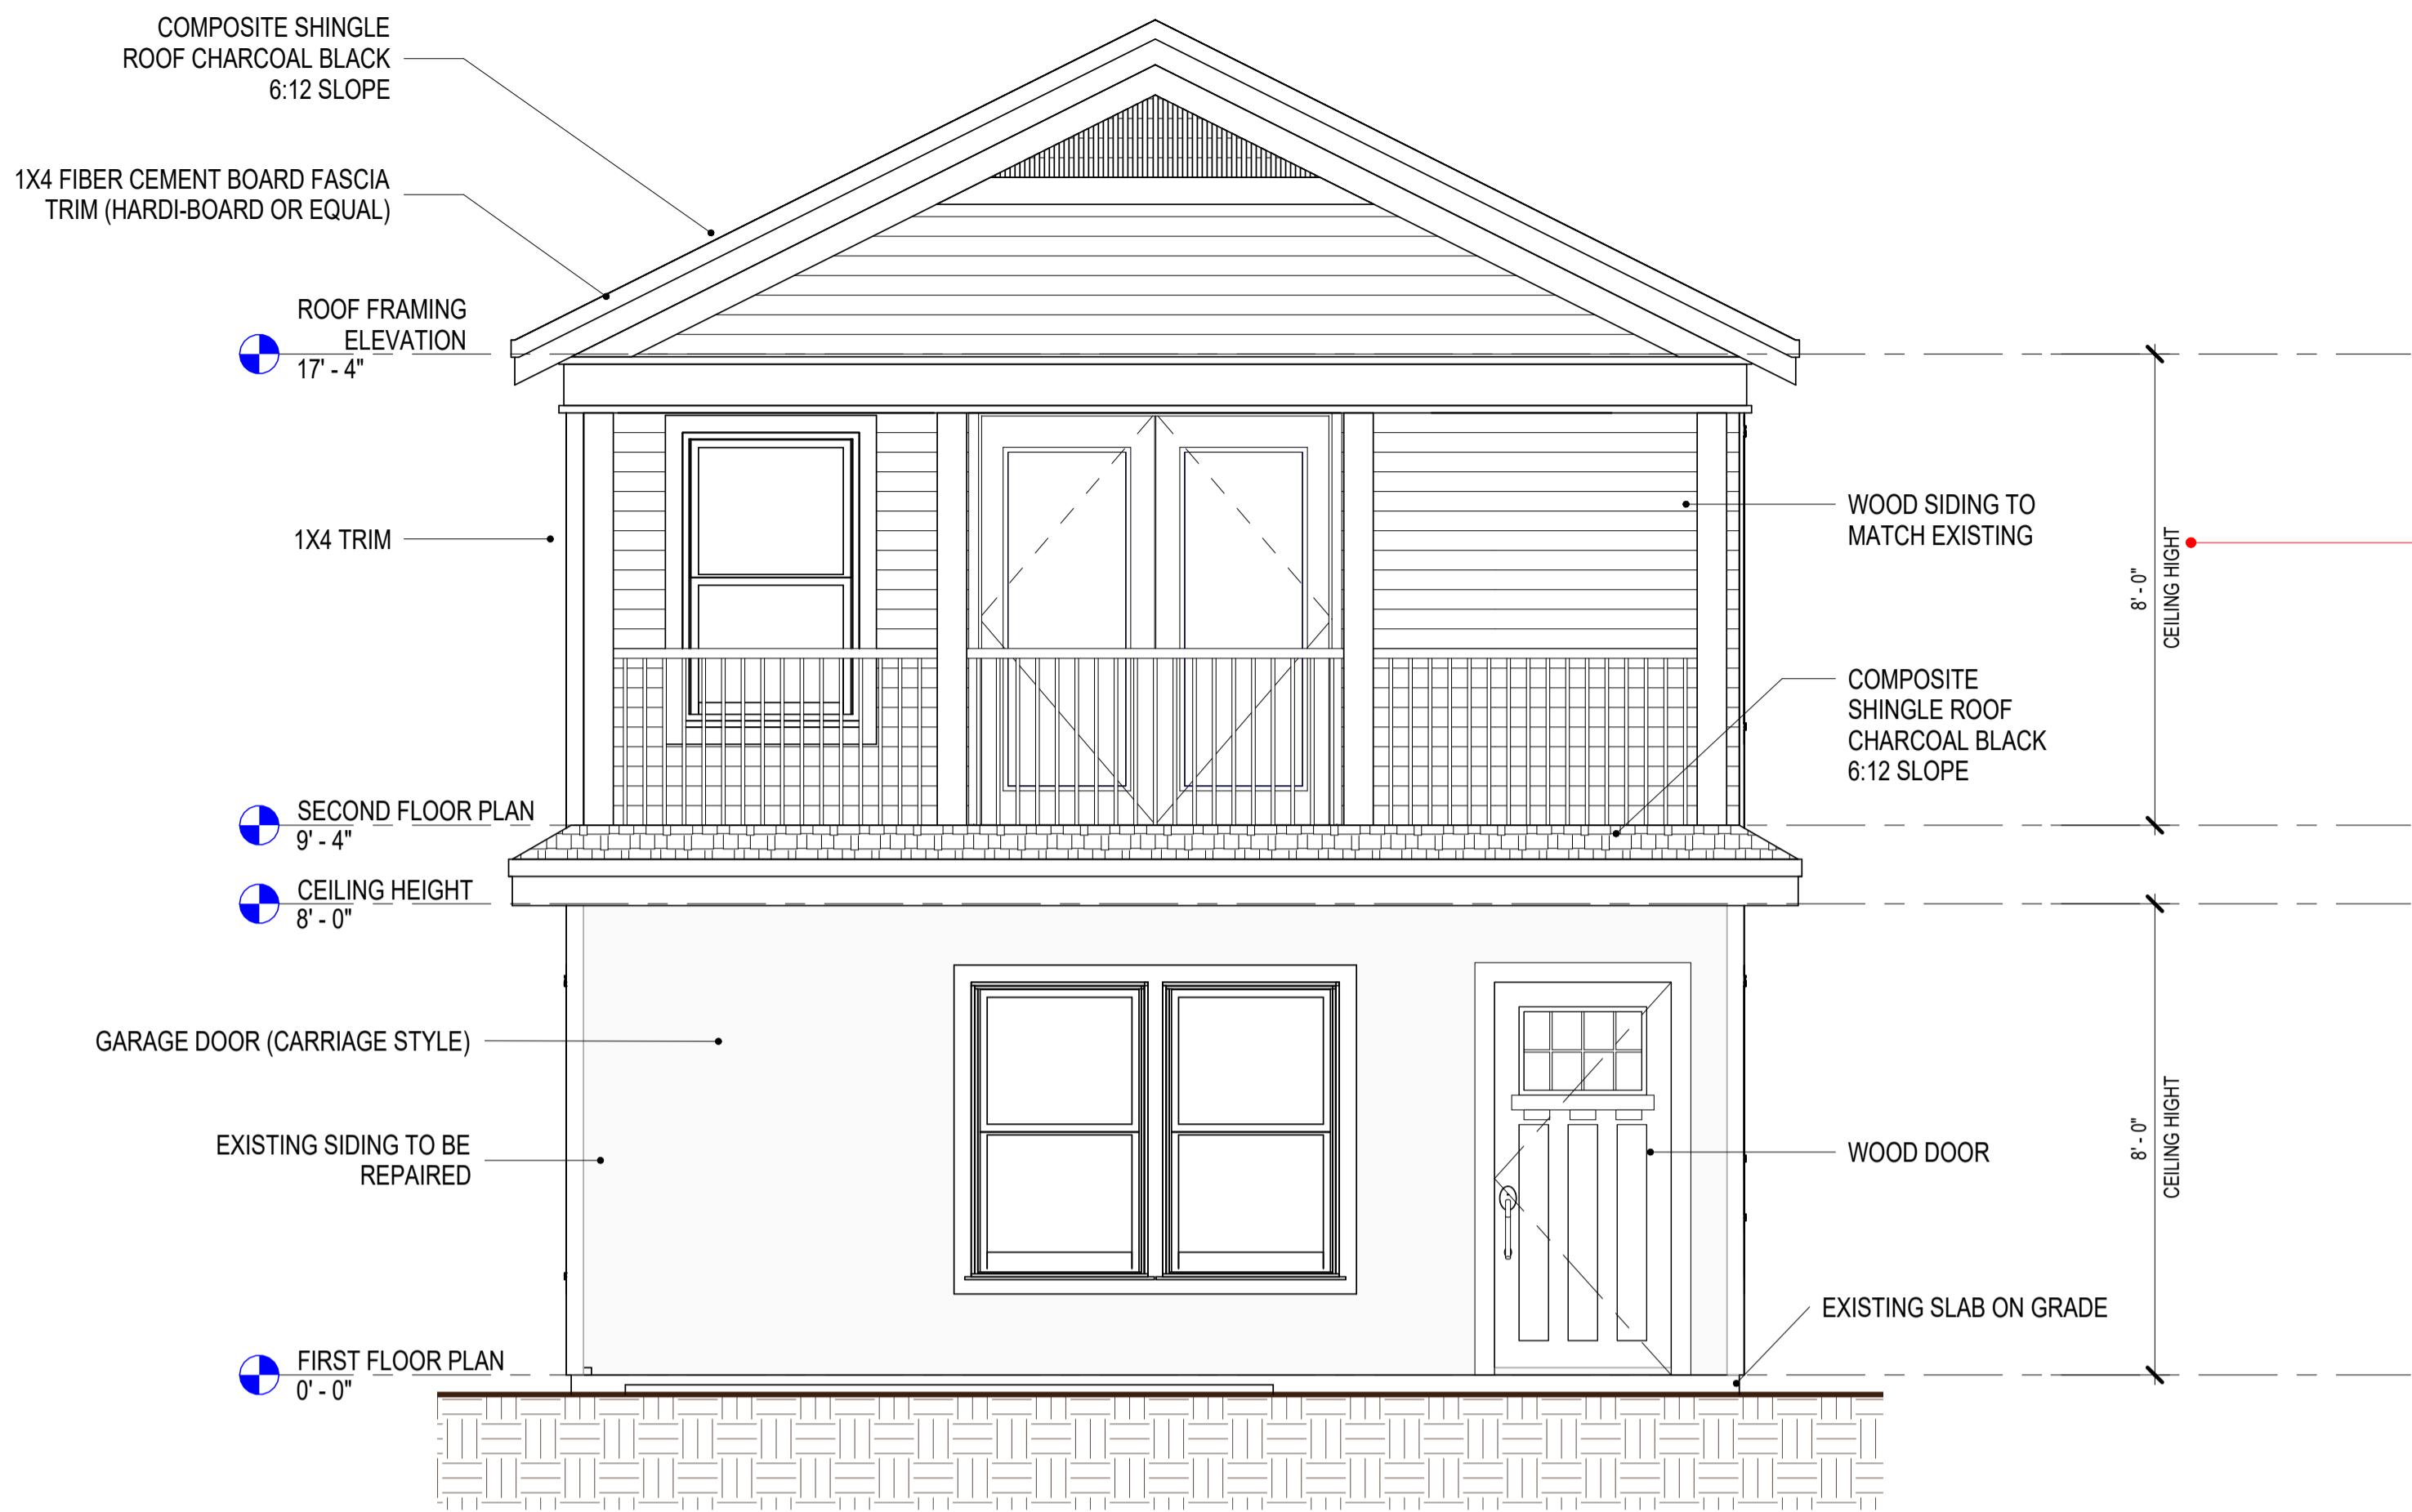 COMPOSITE SHINGLE
ROOF CHARCOAL BLACK
6:12 SLOPE
1X4 FIBER CEMENT BOARD FASCIA
TRIM (HARDI-BOARD OR EQUAL)
ROOF FRAMING
ELEVATION
17' - 4"
1X4 TRIM
SECOND FLOOR PLAN
9' - 4"
CEILING HEIGHT
8' - 0"
GARAGE DOOR (CARRIAGE STYLE)
EXISTING SIDING TO BE
REPAIRED
FIRST FLOOR PLAN
0' - 0"
WOOD SIDING TO
MATCH EXISTING
8' - 0"
CEILING HIGHT
COMPOSITE
SHINGLE ROOF
CHARCOAL BLACK
6:12 SLOPE
WOOD DOOR
8' - 0"
CEILING HIGHT
EXISTING SLAB ON GRADE